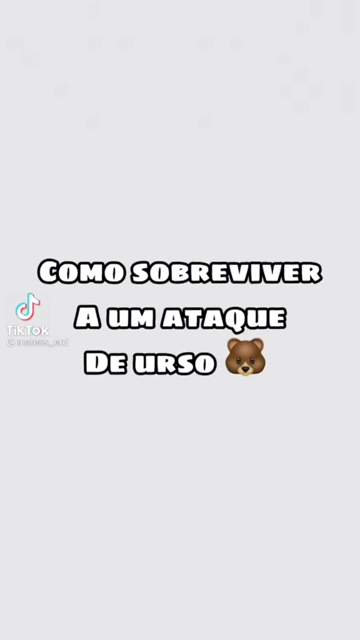 COMO SOBREVIVER
A UM ATAQUE
DE URSO 🐻
TikTok